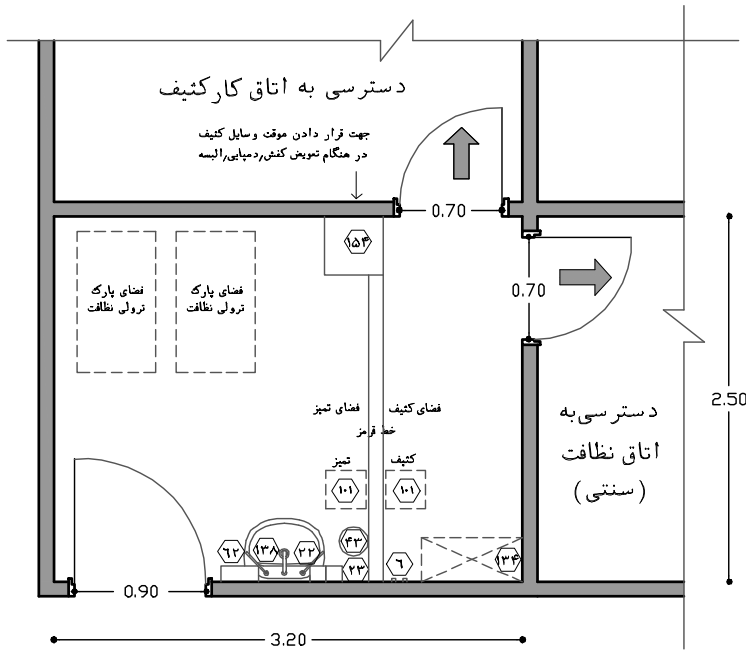 دسترسی به اتاق کارکثیف
جهت قرار دادن موقت وسایل کثیف
در هنگام تعویض کفش,دمپایی,البسه
0.70
۱۵۴
فضای پارک
ترولی نظافت
فضای پارک
ترولی نظافت
0.70
2.50
فضای کثیف
فضای تمیز
خط قرمز
دسترسی‌به
اتاق نظافت
(سنتی)
کثیف
تمیز
۱۰۱
۱۰۱
۶۲
۱۳۸
۲۲
۴۳
۲۳
۶
۱۳۴
0.90
3.20